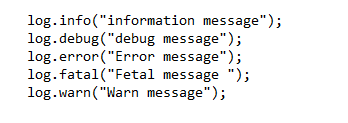 log.info("information message");
log.debug("debug message");
log.error("Error message");
log.fatal("Fetal message ");
log.warn("Warn message");